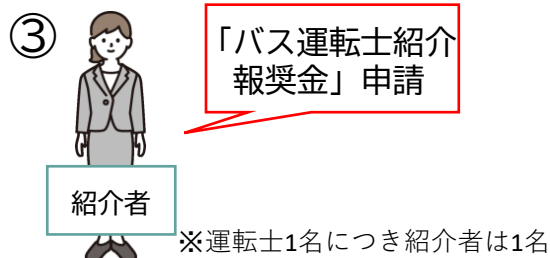 ③
「バス運転士紹介
報奨金」申請
紹介者
※運転士1名につき紹介者は1名